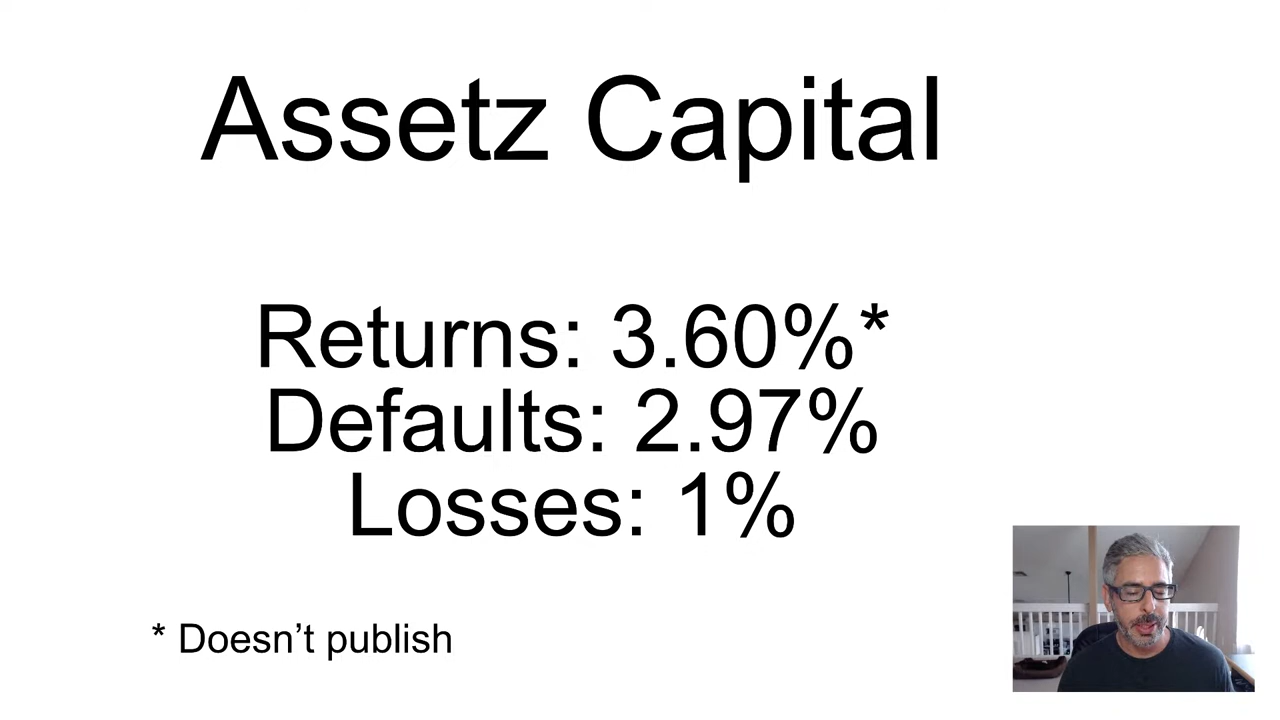 Assetz Capital
Returns: 3.60%*
Defaults: 2.97%
Losses: 1%
* Doesn’t publish